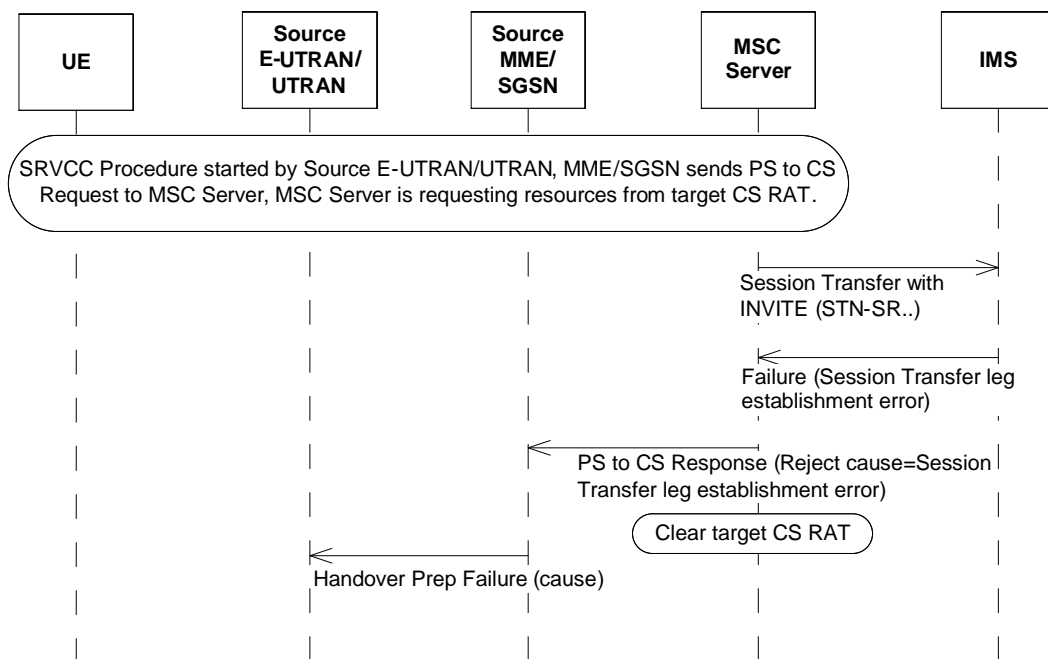 UE
Source
E-UTRAN/
UTRAN
Source
MME/
SGSN
MSC
Server
IMS
SRVCC Procedure started by Source E-UTRAN/UTRAN, MME/SGSN sends PS to CS
Request to MSC Server, MSC Server is requesting resources from target CS RAT.
Session Transfer with
INVITE (STN-SR..)
Failure (Session Transfer leg
establishment error)
PS to CS Response (Reject cause=Session
Transfer leg establishment error)
Clear target CS RAT
Handover Prep Failure (cause)